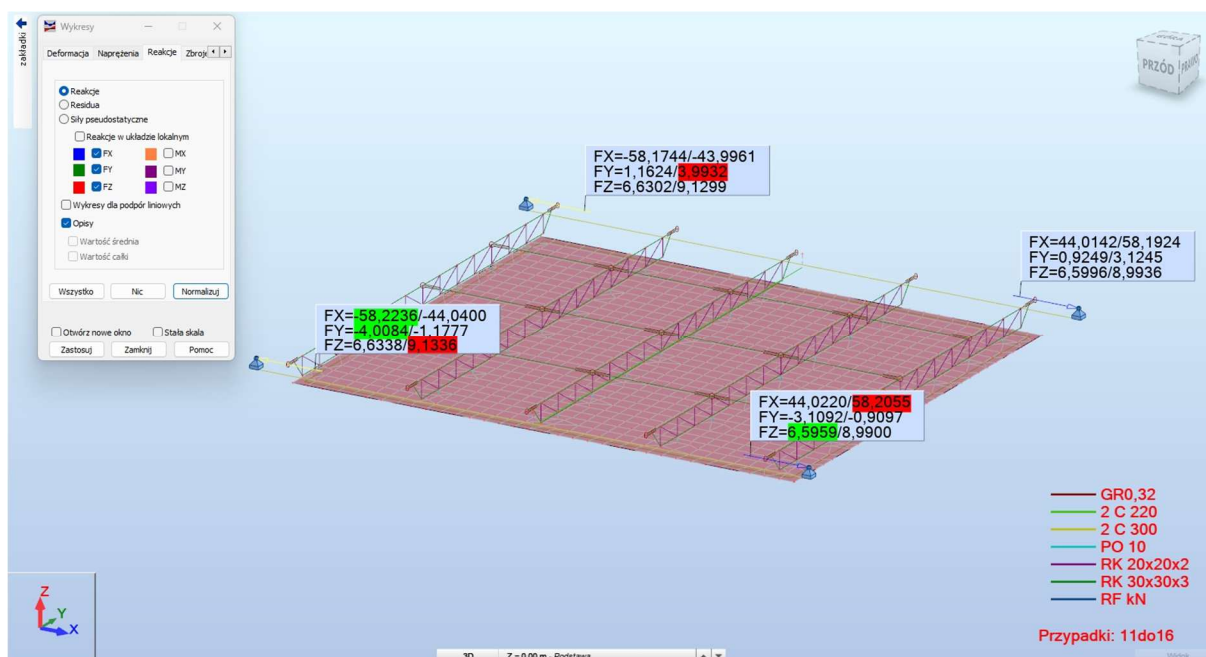 zakładki
Wykresy
Deformacja Naprężenia Reakcje Zbroje
Reakcje
Residua
Siły pseudostatyczne
Reakcje w układzie lokalnym
FX MX
FY MY
FZ MZ
Wykresy dla podpór liniowych
Opisy
Wartość średnia
Wartość całki
Wszystko Nic Normalizuj
Otwórz nowe okno Stała skala
Zastosuj Zamknij Pomoc
PRZÓD
FX=-58,1744/-43,9961
FY=1,1624/3,9932
FZ=6,6302/9,1299
FX=44,0142/58,1924
FY=0,9249/3,1245
FZ=6,5996/8,9936
FX=-58,2236/-44,0400
FY=-4,0084/-1,1777
FZ=6,6338/9,1336
FX=44,0220/58,2055
FY=-3,1092/-0,9097
FZ=6,5959/8,9900
GR0,32
2 C 220
2 C 300
PO 10
RK 20x20x2
RK 30x30x3
RF kN
Przypadki: 11do16
Z
Y
X
3D Z = 0,00 m - Podstawa
Widok